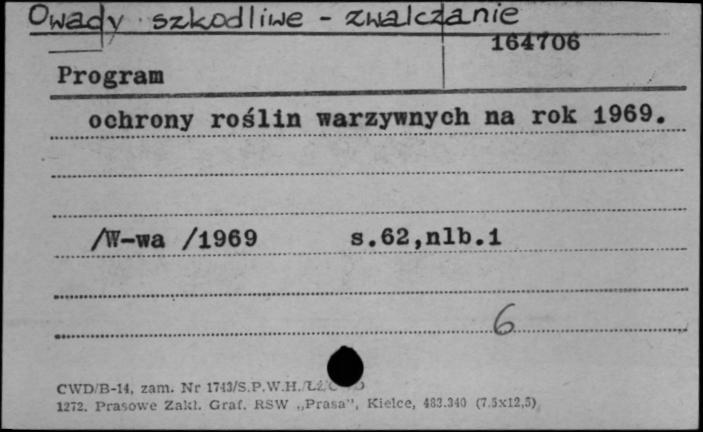 Owady szkodliwe - zwalczanie
164706
Program
ochrony roślin warzywnych na rok 1969.
/W-wa /1969 s.62,nlb.1
6
CWD/B-14, zam. Nr 1743/S.P.W.H.
1272. Prasowe Zakł. Graf. RSW „Prasa", Kielce, 483.340 (7.5x12,5)